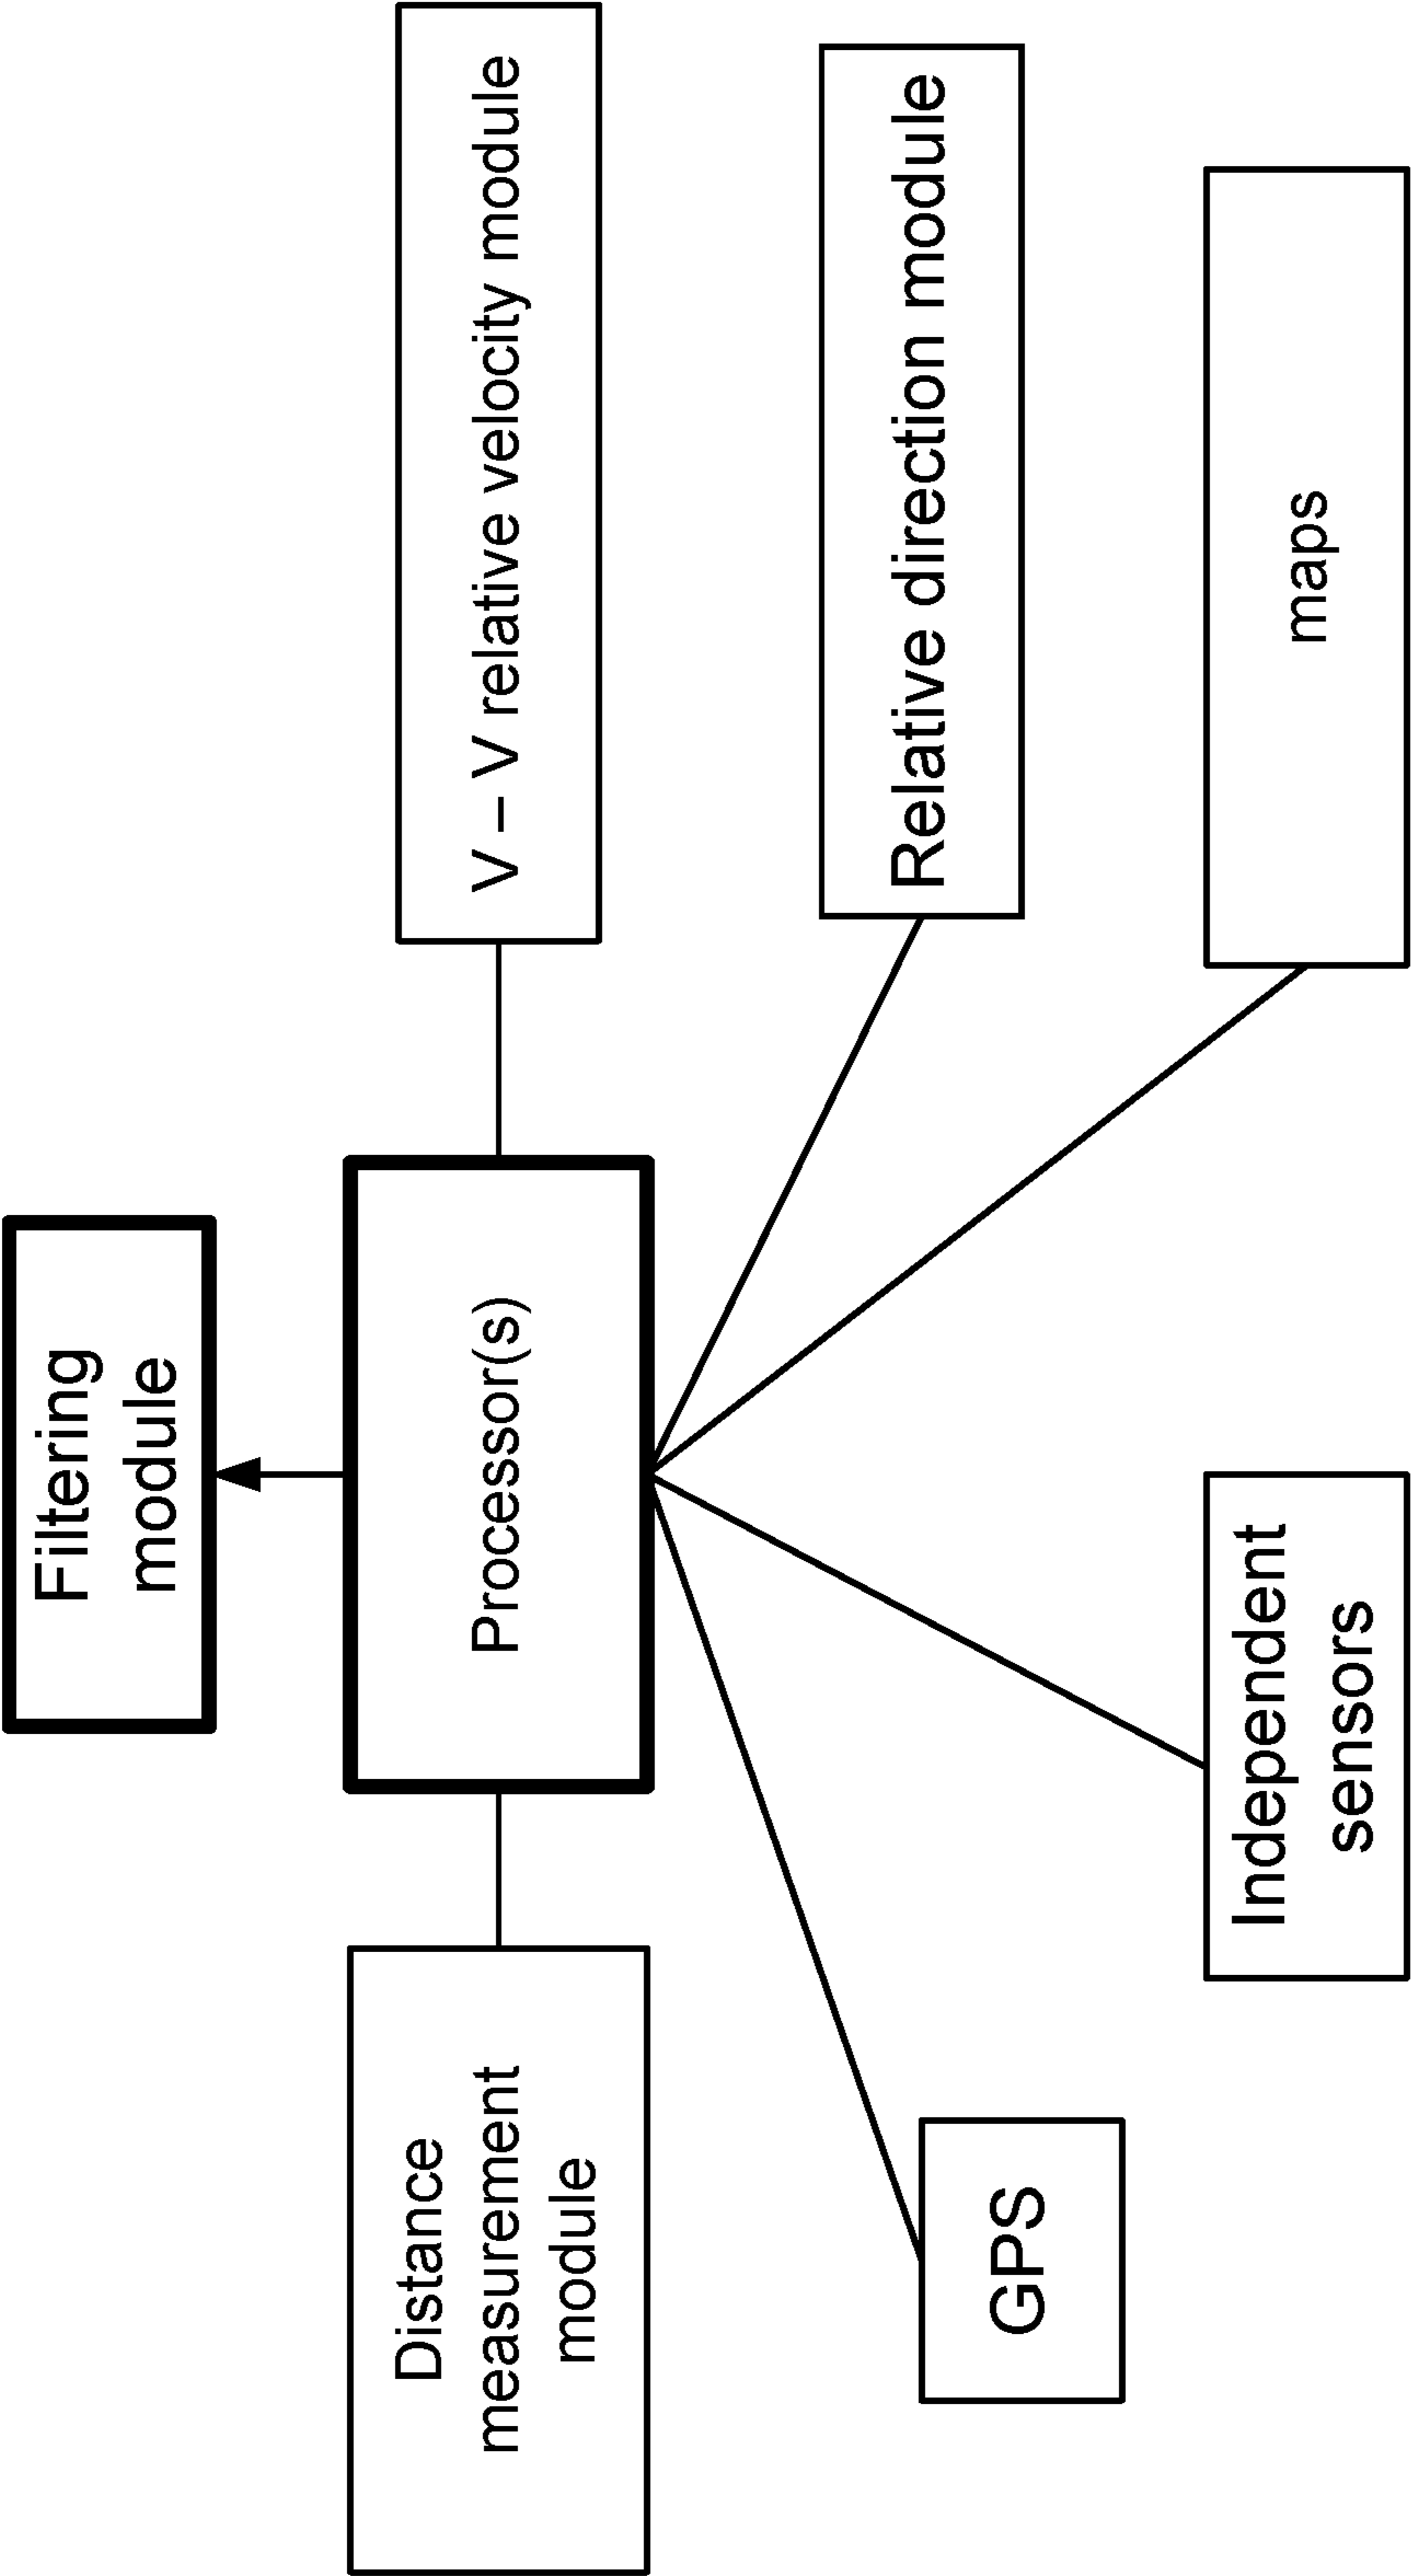 Filtering
module
Distance
measurement
module
Processor(s)
V – V relative velocity module
Relative direction module
GPS
Independent
sensors
maps